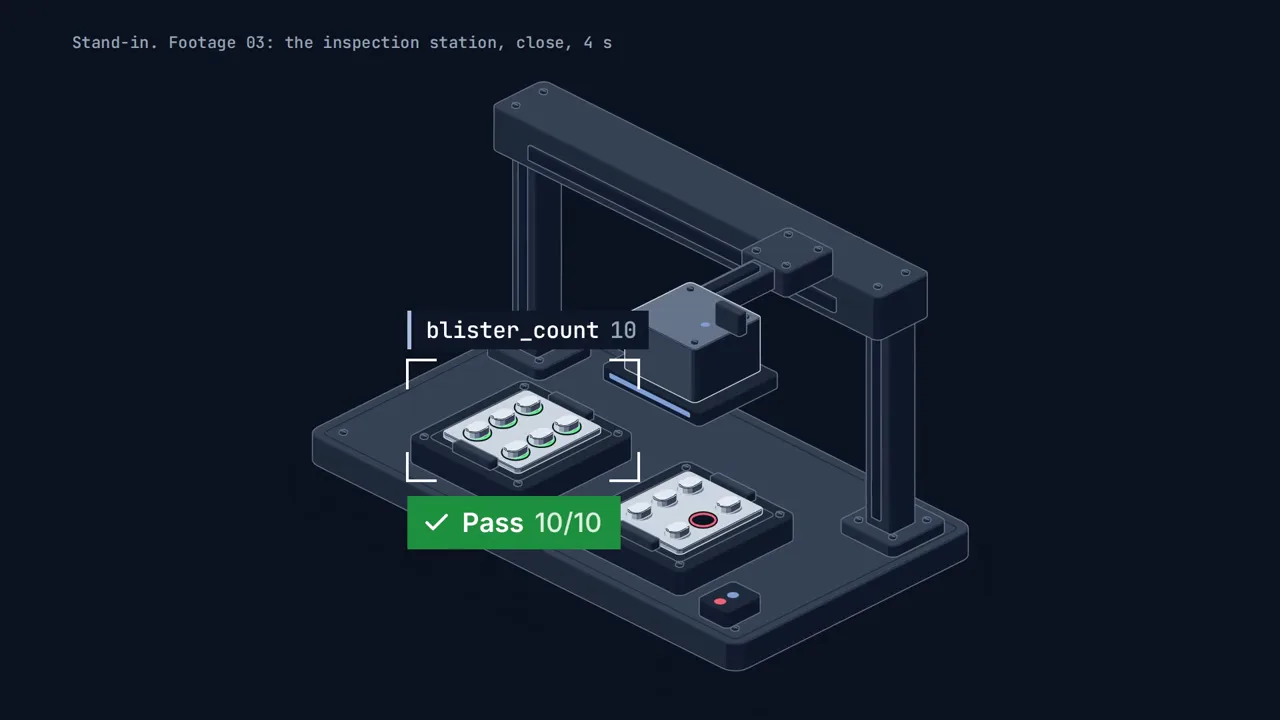 Stand-in. Footage 03: the inspection station, close, 4 s
blister_count 10
Pass 10/10